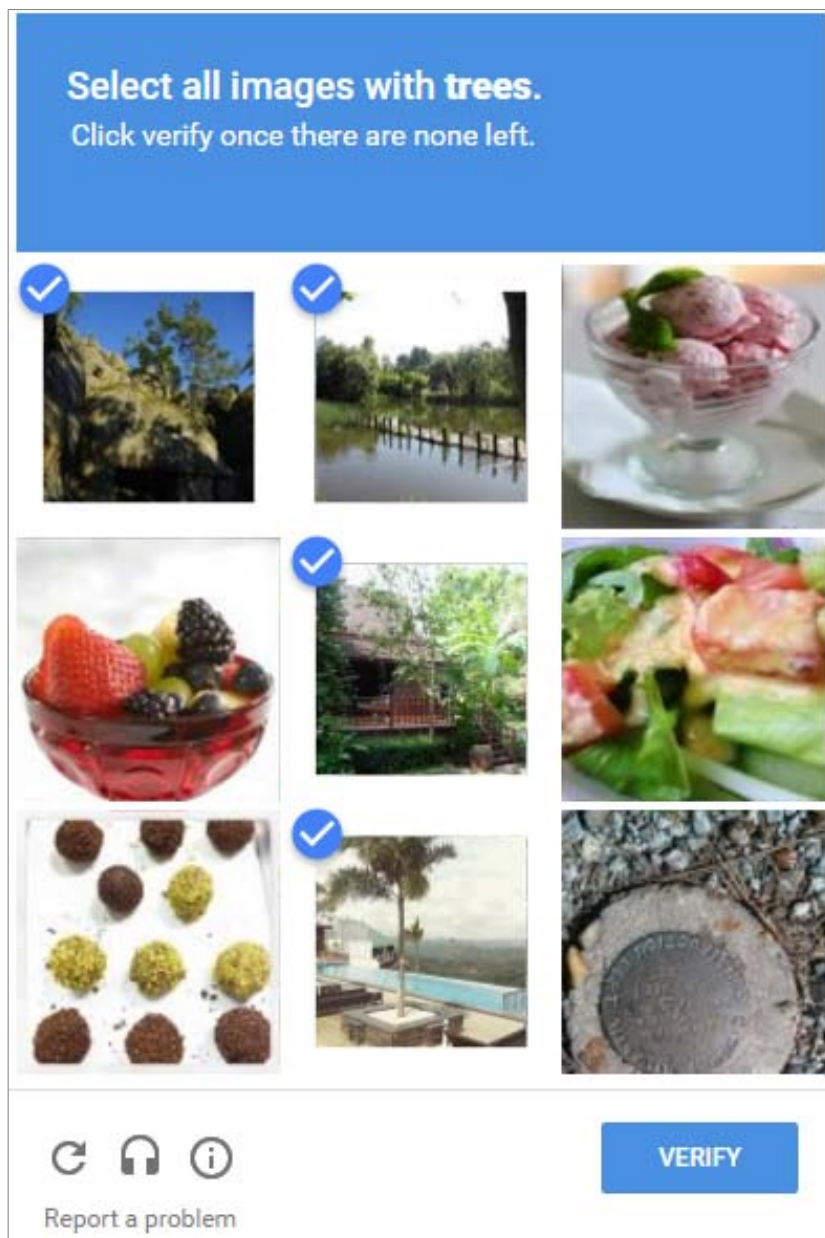 Select all images with trees.
Click verify once there are none left.
VERIFY
Report a problem